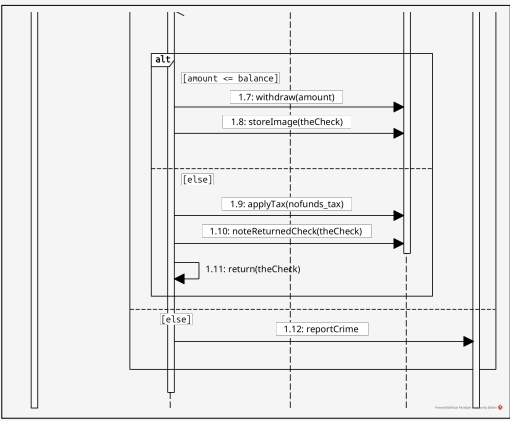 alt
[amount <= balance]
1.7: withdraw(amount)
1.8: storeImage(theCheck)
[else]
1.9: applyTax(nofunds_tax)
1.10: noteReturnedCheck(theCheck)
1.11: return(theCheck)
[else]
1.12: reportCrime